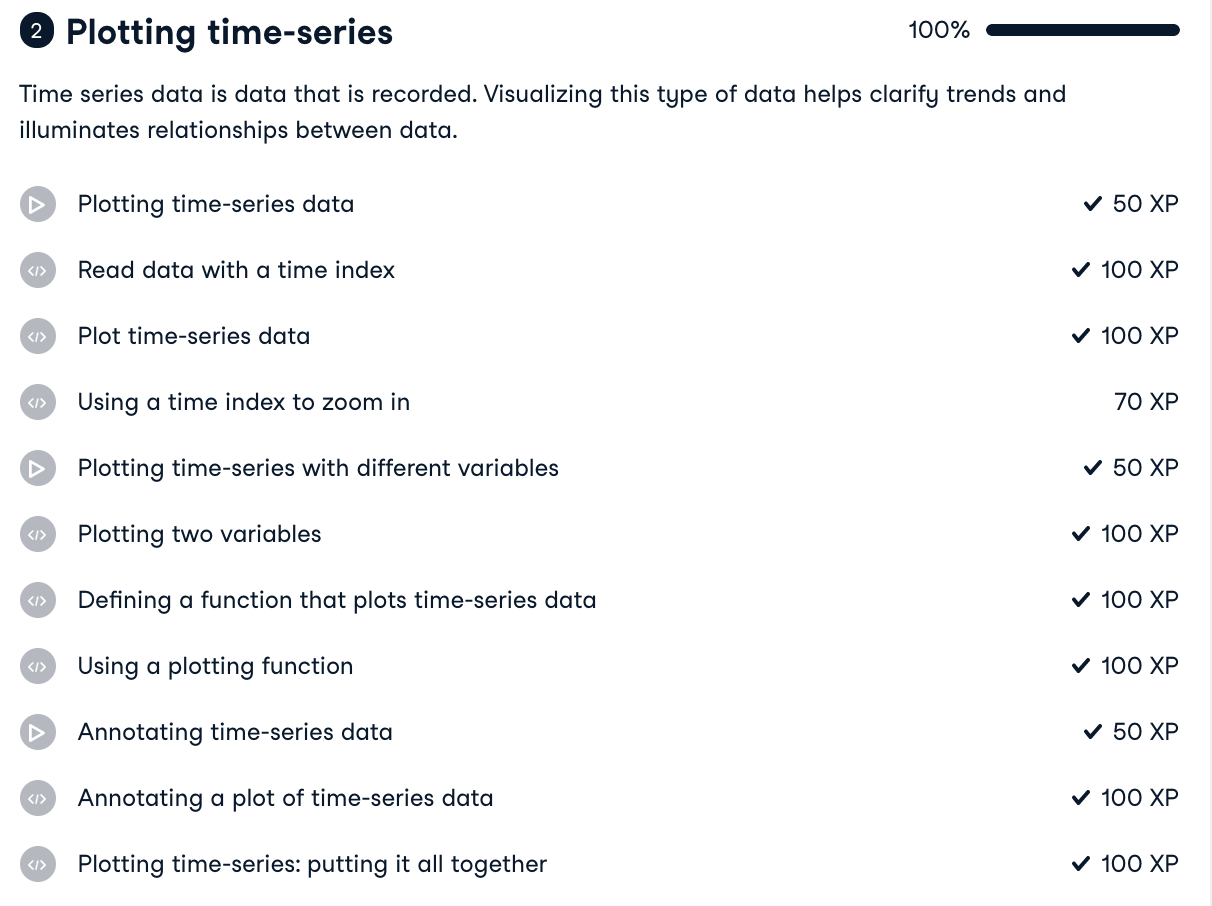 2 Plotting time-series 100%
Time series data is data that is recorded. Visualizing this type of data helps clarify trends and
illuminates relationships between data.
Plotting time-series data ✔ 50 XP
</> Read data with a time index ✔ 100 XP
</> Plot time-series data ✔ 100 XP
</> Using a time index to zoom in 70 XP
Plotting time-series with different variables ✔ 50 XP
</> Plotting two variables ✔ 100 XP
</> Defining a function that plots time-series data ✔ 100 XP
</> Using a plotting function ✔ 100 XP
Annotating time-series data ✔ 50 XP
</> Annotating a plot of time-series data ✔ 100 XP
</> Plotting time-series: putting it all together ✔ 100 XP